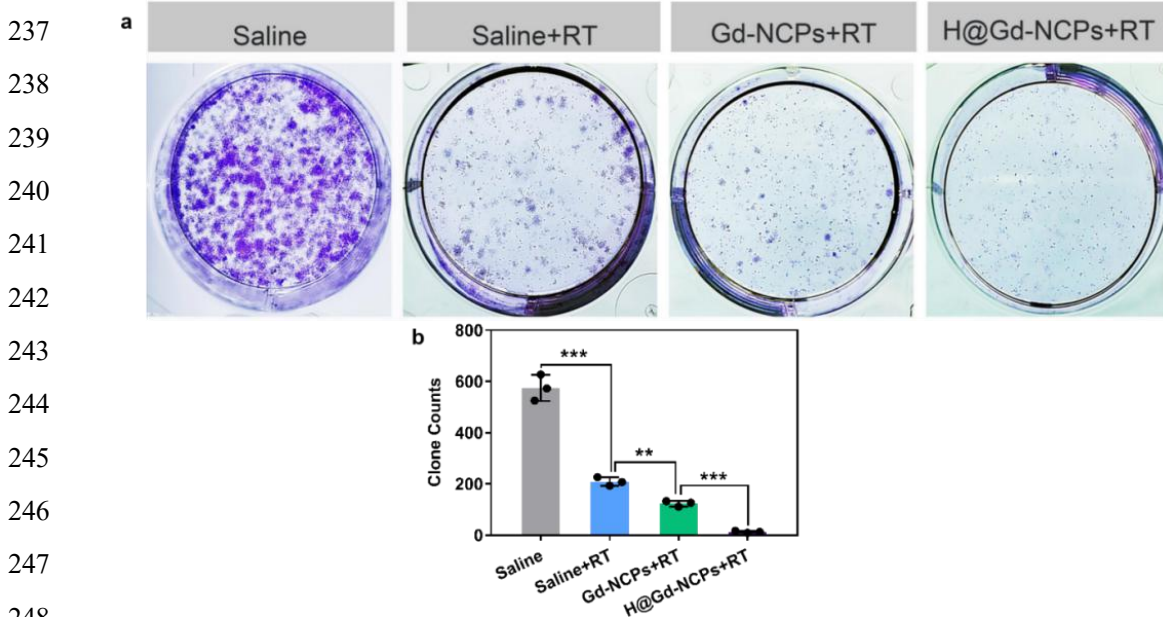 237
238
239
240
241
242
243
244
245
246
247
248
a
Saline
Saline+RT
Gd-NCPs+RT
H@Gd-NCPs+RT
b
800
600
400
200
0
Clone Counts
***
**
***
Saline
Saline+RT
Gd-NCPs+RT
H@Gd-NCPs+RT